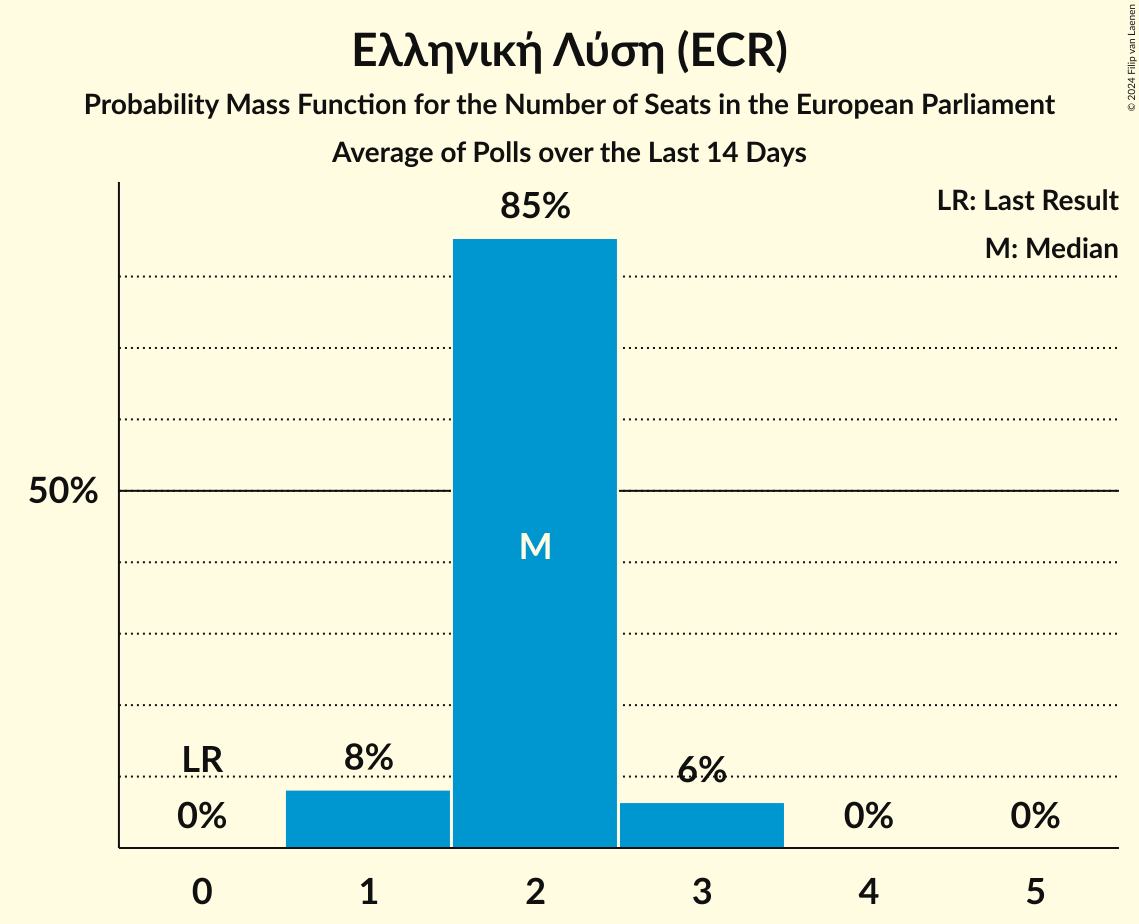 Ελληνική Λύση (ECR)
Probability Mass Function for the Number of Seats in the European Parliament
Average of Polls over the Last 14 Days
© 2024 Filip van Laenen
LR: Last Result
M: Median
85%
50%
M
LR
8%
6%
0%
0%
0%
0
1
2
3
4
5